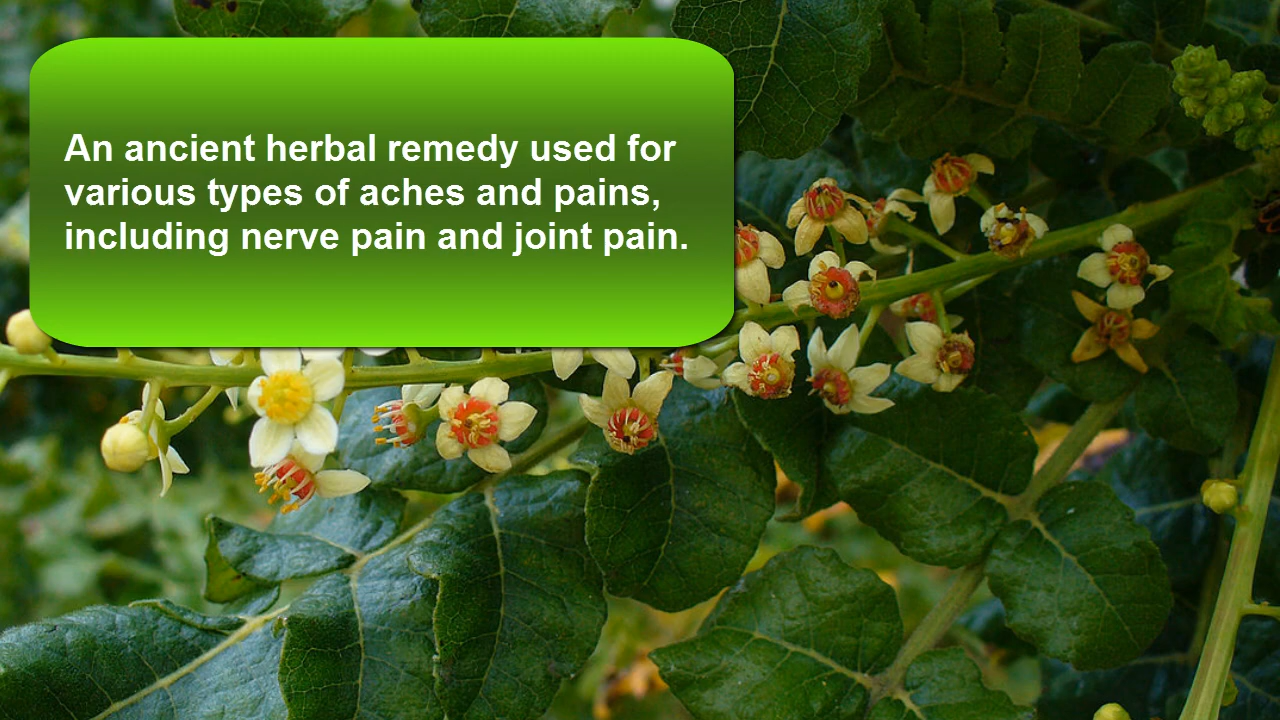 An ancient herbal remedy used for
various types of aches and pains,
including nerve pain and joint pain.